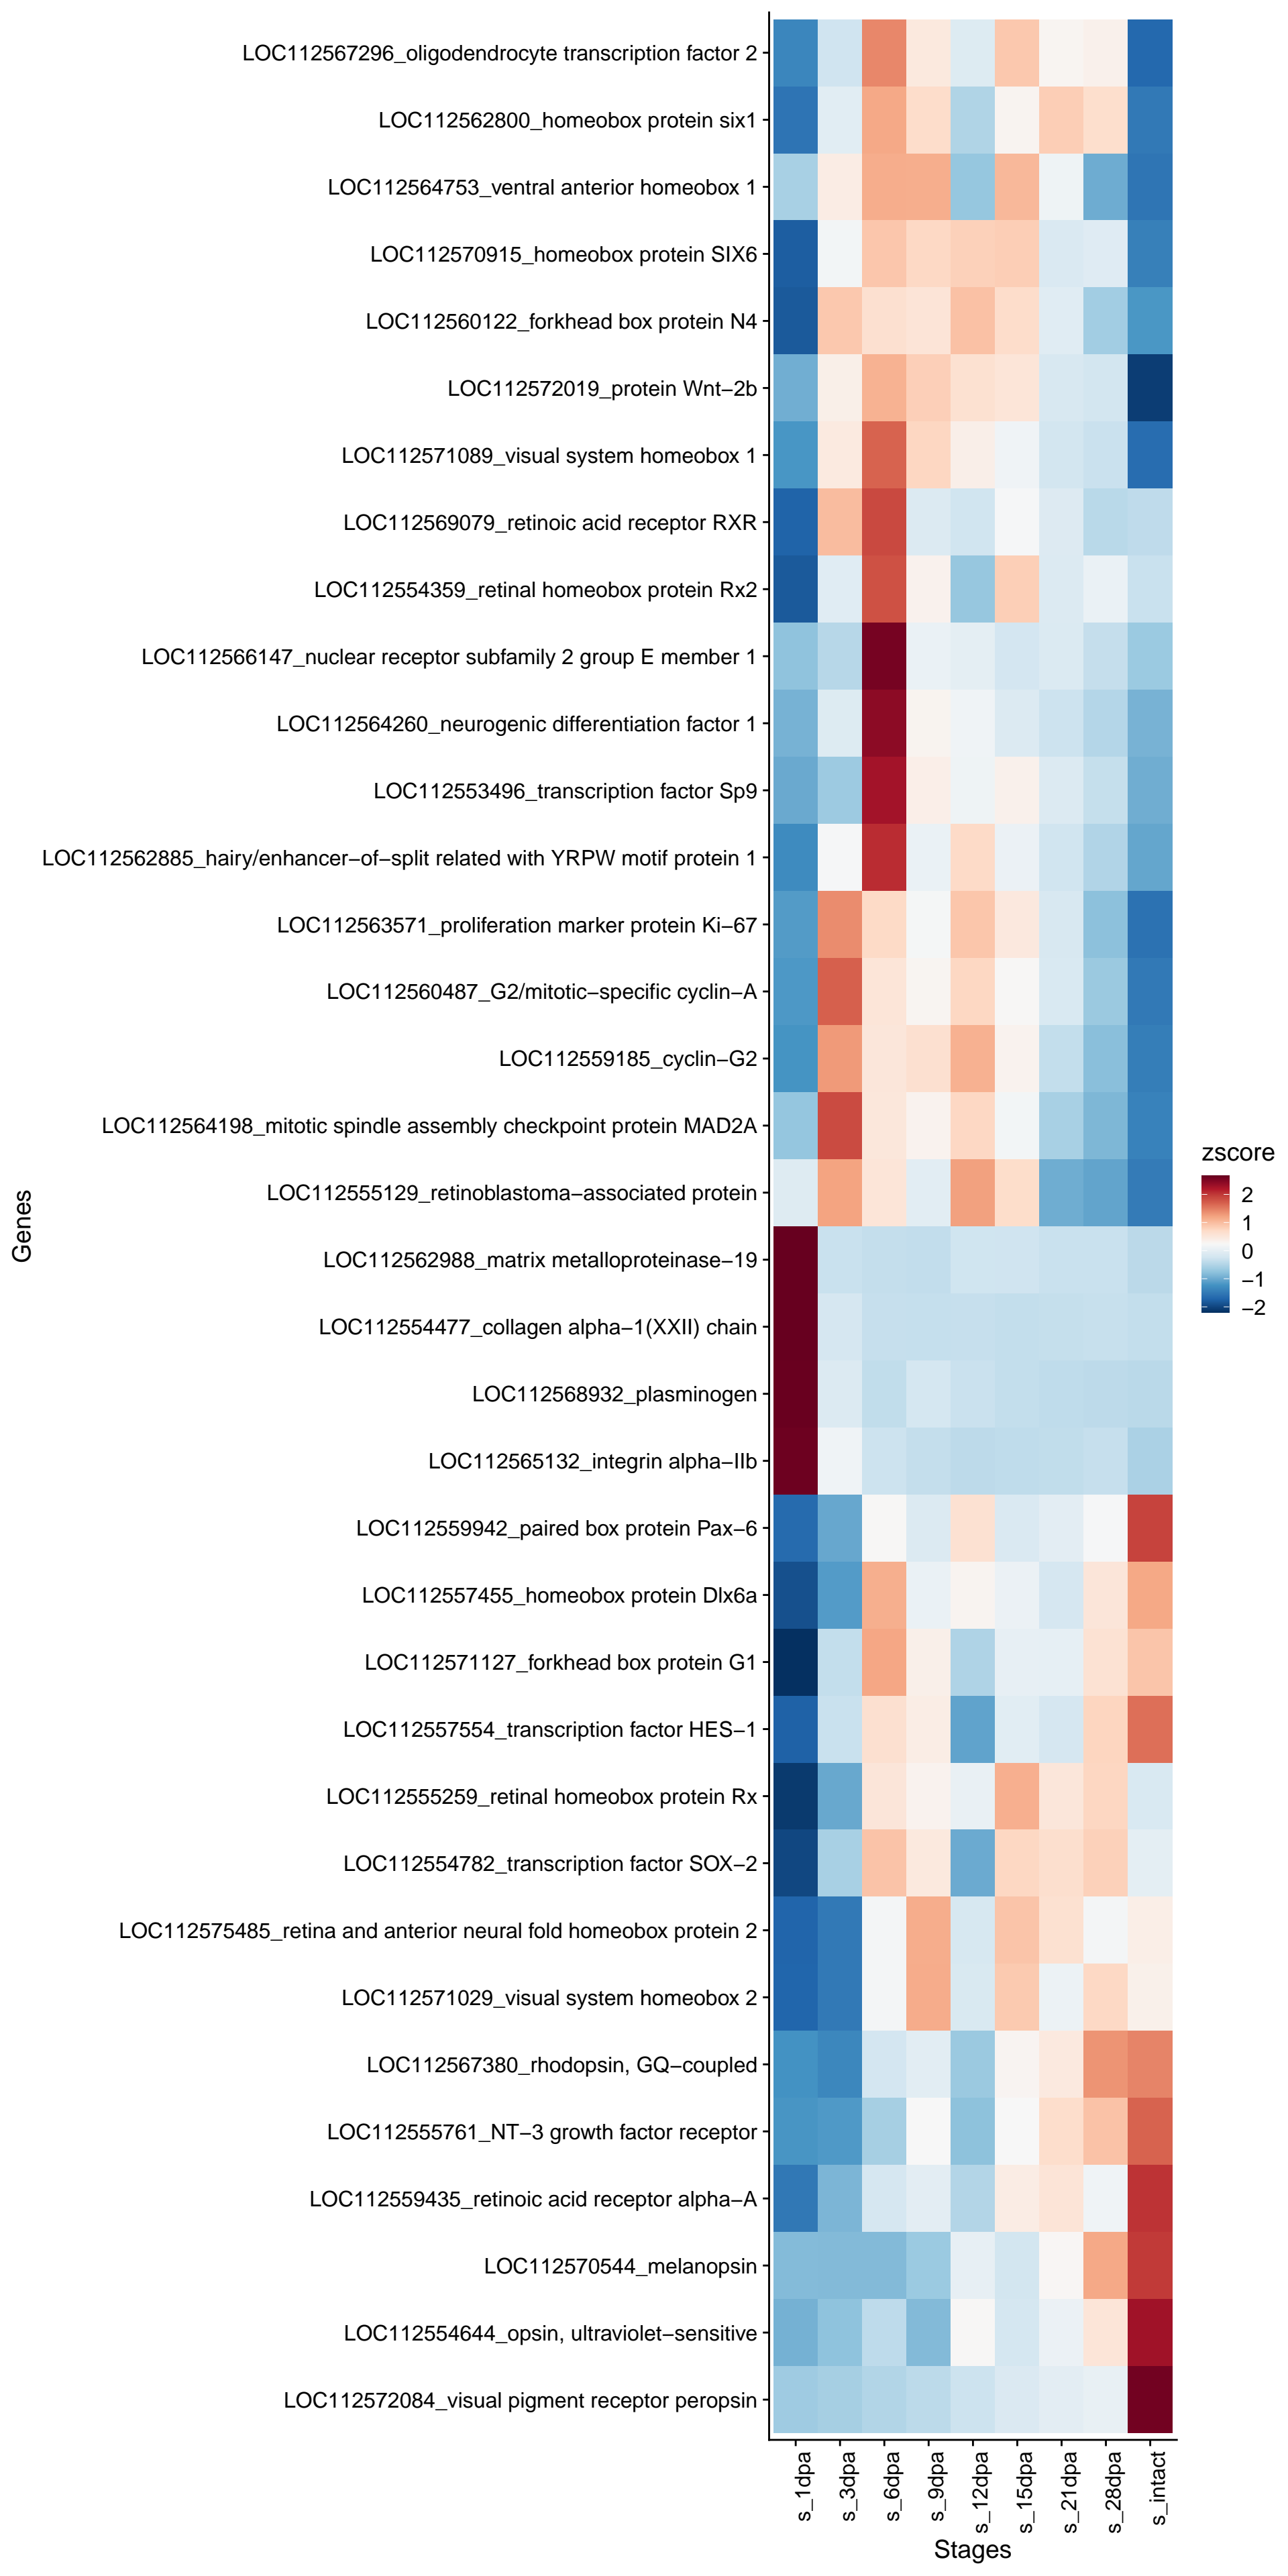 LOC112567296_oligodendrocyte transcription factor 2
LOC112562800_homeobox protein six1
LOC112564753_ventral anterior homeobox 1
LOC112570915_homeobox protein SIX6
LOC112560122_forkhead box protein N4
LOC112572019_protein Wnt−2b
LOC112571089_visual system homeobox 1
LOC112569079_retinoic acid receptor RXR
LOC112554359_retinal homeobox protein Rx2
LOC112566147_nuclear receptor subfamily 2 group E member 1
LOC112564260_neurogenic differentiation factor 1
LOC112553496_transcription factor Sp9
LOC112562885_hairy/enhancer−of−split related with YRPW motif protein 1
LOC112563571_proliferation marker protein Ki−67
LOC112560487_G2/mitotic−specific cyclin−A
LOC112559185_cyclin−G2
LOC112564198_mitotic spindle assembly checkpoint protein MAD2A
LOC112555129_retinoblastoma−associated protein
LOC112562988_matrix metalloproteinase−19
LOC112554477_collagen alpha−1(XXII) chain
LOC112568932_plasminogen
LOC112565132_integrin alpha−IIb
LOC112559942_paired box protein Pax−6
LOC112557455_homeobox protein Dlx6a
LOC112571127_forkhead box protein G1
LOC112557554_transcription factor HES−1
LOC112555259_retinal homeobox protein Rx
LOC112554782_transcription factor SOX−2
LOC112575485_retina and anterior neural fold homeobox protein 2
LOC112571029_visual system homeobox 2
LOC112567380_rhodopsin, GQ−coupled
LOC112555761_NT−3 growth factor receptor
LOC112559435_retinoic acid receptor alpha−A
LOC112570544_melanopsin
LOC112554644_opsin, ultraviolet−sensitive
LOC112572084_visual pigment receptor peropsin
Genes
s_1dpa
s_3dpa
s_6dpa
s_9dpa
s_12dpa
s_15dpa
s_21dpa
s_28dpa
s_intact
Stages
zscore
2
1
0
−1
−2